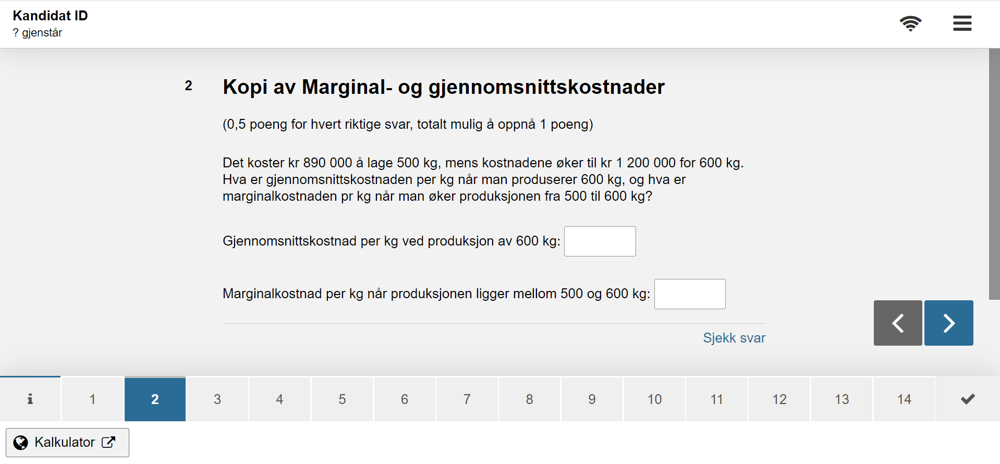 Kandidat ID
? gjenstår
2
Kopi av Marginal- og gjennomsnittskostnader
(0,5 poeng for hvert riktige svar, totalt mulig å oppnå 1 poeng)
Det koster kr 890 000 å lage 500 kg, mens kostnadene øker til kr 1 200 000 for 600 kg.
Hva er gjennomsnittskostnaden per kg når man produserer 600 kg, og hva er
marginalkostnaden pr kg når man øker produksjonen fra 500 til 600 kg?
Gjennomsnittskostnad per kg ved produksjon av 600 kg:
Marginalkostnad per kg når produksjonen ligger mellom 500 og 600 kg:
Sjekk svar
i 1 2 3 4 5 6 7 8 9 10 11 12 13 14
Kalkulator